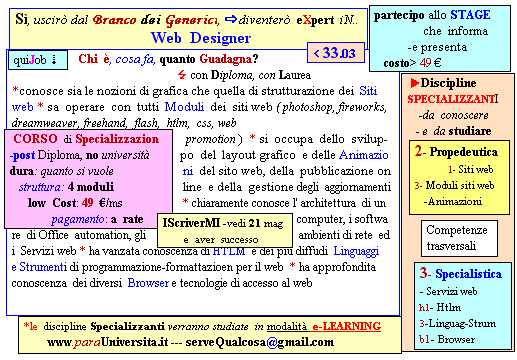 Sì, uscirò dal Branco dei Generici, ⇨diventerò eXpert iN..
Web Designer
partecipo allo STAGE
che informa
-e presenta
costo> 49 €
quiJob ↓
Chi è, cosa fa, quanto Guadagna?
< 33.03
con Diploma, con Laurea
*conosce sia le nozioni di grafica che quella di strutturazione dei Siti
web * sa operare con tutti Moduli dei siti web ( photoshop, fireworks,
dreamweaver, freehand, flash, html, css, web
promotion ) * si occupa dello svilup-
po del layout grafico e delle Animazio
ni del sito web, della pubblicazione on
line e della gestione degli aggiornamenti
* chiaramente conosce l' architettura di un
computer, i softwa
re di Office automation, gli ambienti di rete ed
i Servizi web * ha vanzata conoscenza di HTLM e dei più diffudi Linguaggi
e Strumenti di programmazione-formattazioen per il web * ha approfondita
conoscenza dei diversi Browser e tecnologie di accesso al web
CORSO di Specializzazion
-post Diploma, no università
dura: quanto si vuole
struttura: 4 moduli
low Cost: 49 €/ms
pagamento: a rate
IScriverMI -vedi 21 mag
e aver successo
Discipline
SPECIALIZZANTI
-da conoscere
- e da studiare
2- Propedeutica
1- Siti web
3- Moduli siti web
-Animazioni
Competenze
trasversali
3- Specialistica
- Servizi web
h1- Htlm
3-Linguag-Strum
b1- Browser
*le discipline Specializzanti verranno studiate in modalità e-LEARNING
www.paraUniversita.it --- serveQualcosa@gmail.com